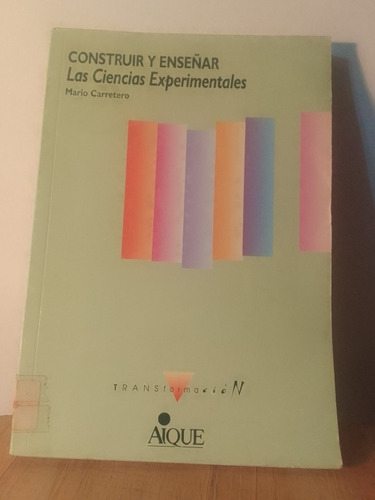 CONSTRUIR Y ENSEÑAR
Las Ciencias Experimentales
Mario Carretero
TRANSformacióN
AIQUE